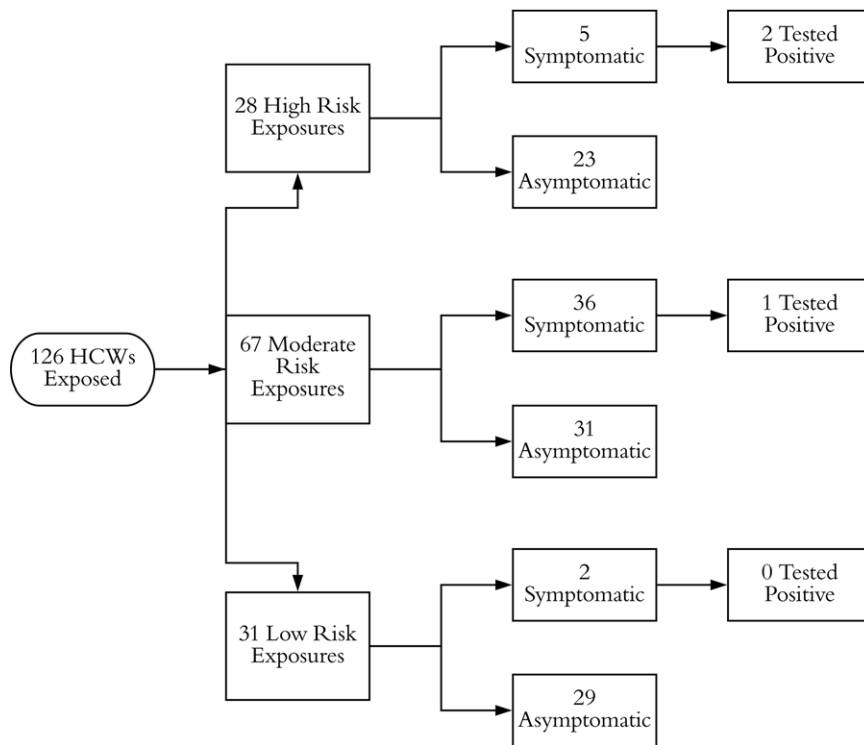 5
Symptomatic
2 Tested
Positive
28 High Risk
Exposures
23
Asymptomatic
36
Symptomatic
1 Tested
Positive
126 HCWs
Exposed
67 Moderate
Risk
Exposures
31
Asymptomatic
2
Symptomatic
0 Tested
Positive
31 Low Risk
Exposures
29
Asymptomatic